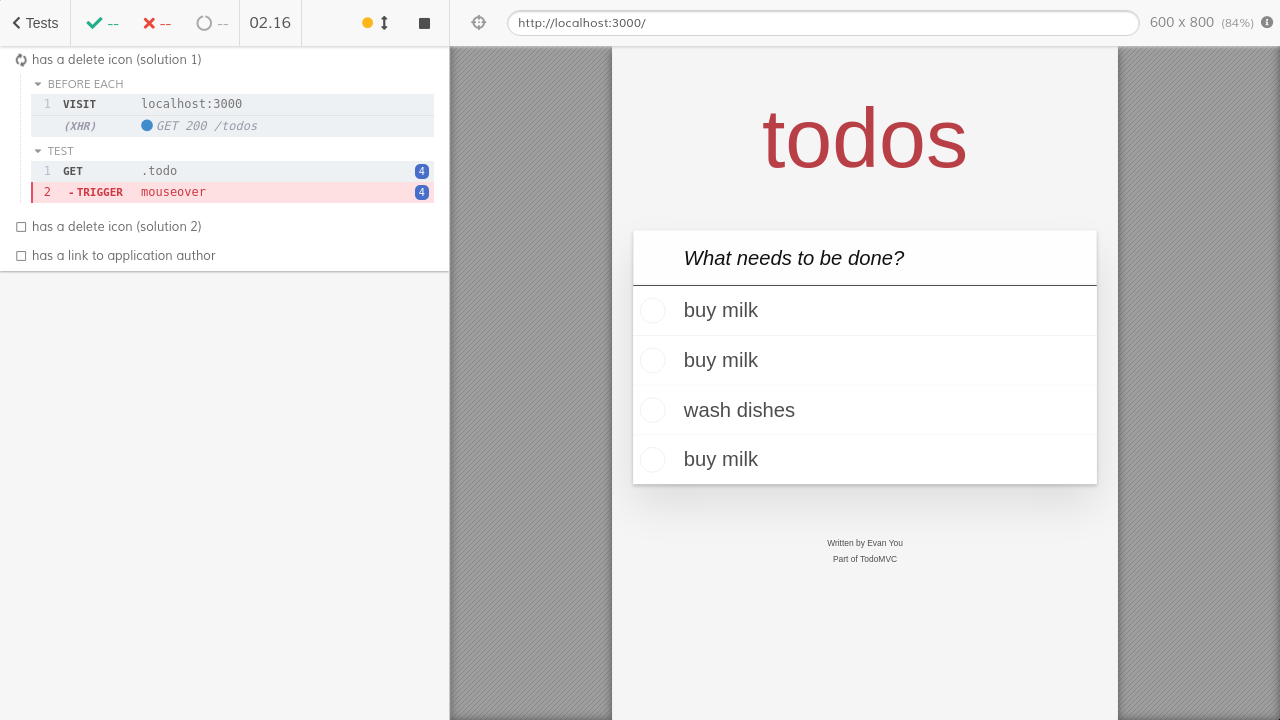 Tests
--
--
--
02.16
http://localhost:3000/
600 x 800 (84%)
has a delete icon (solution 1)
BEFORE EACH
1 VISIT localhost:3000
(XHR) GET 200 /todos
TEST
1 GET .todo 4
2 - TRIGGER mouseover 4
has a delete icon (solution 2)
has a link to application author
todos
What needs to be done?
buy milk
buy milk
wash dishes
buy milk
Written by Evan You
Part of TodoMVC